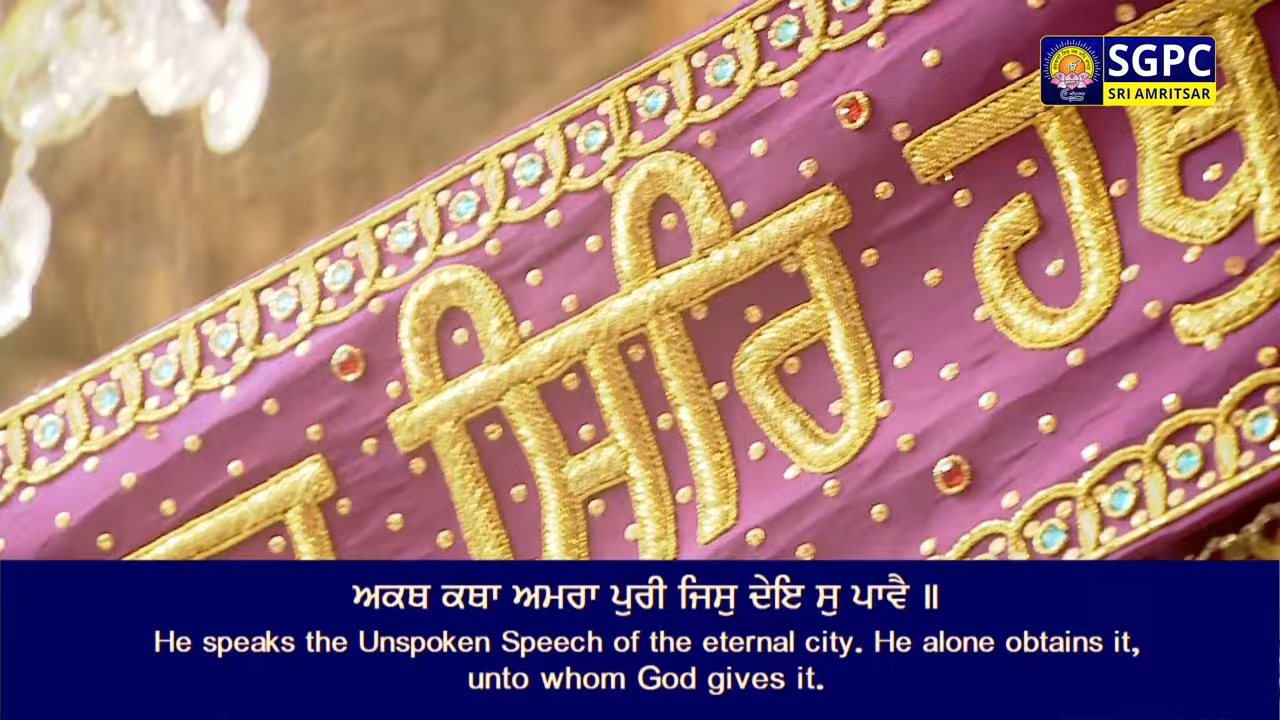 SGPC
SRI AMRITSAR
ਸਿਰਿ
ਅਕਥ ਕਥਾ ਅਮਰਾ ਪੁਰੀ ਜਿਸੁ ਦੇਇ ਸੁ ਪਾਵੈ ॥
He speaks the Unspoken Speech of the eternal city. He alone obtains it,
unto whom God gives it.